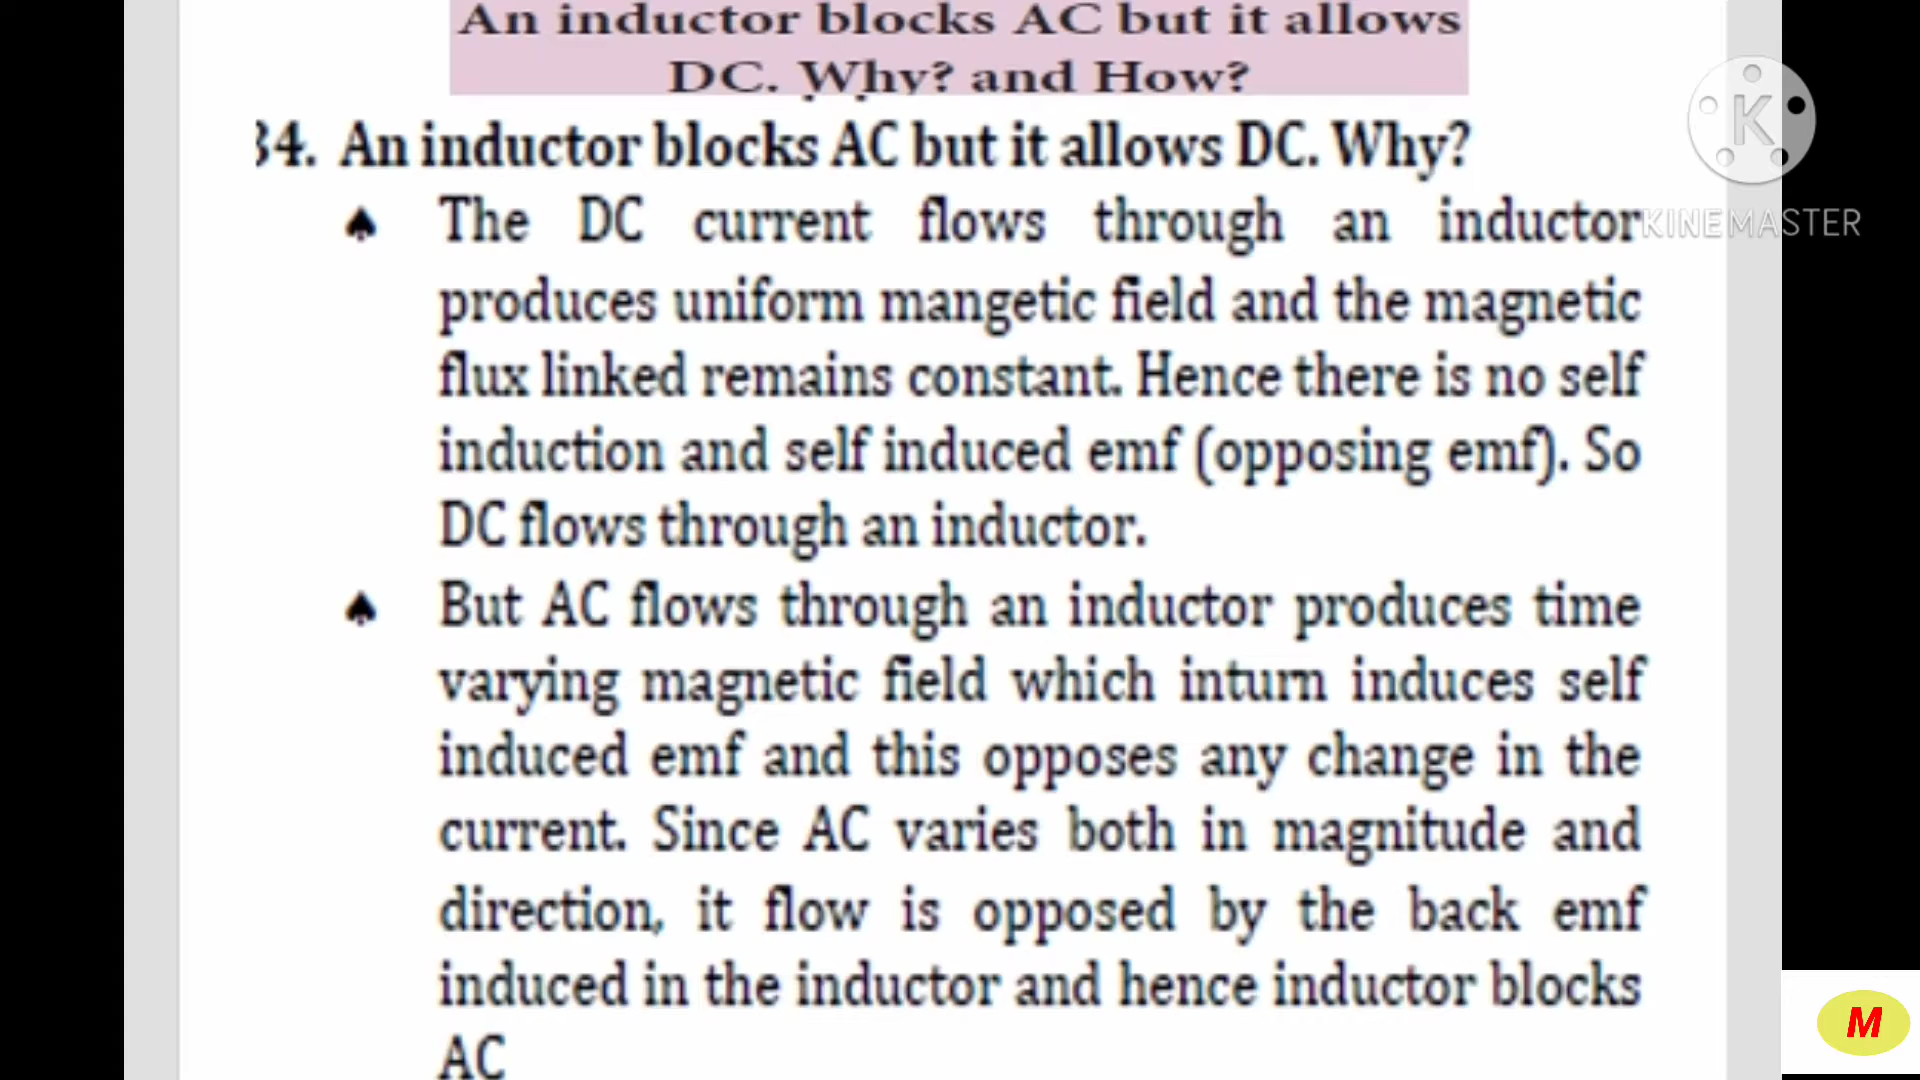 An inductor blocks AC but it allows
DC. Why? and How?
34. An inductor blocks AC but it allows DC. Why?
♠ The DC current flows through an inductor
produces uniform mangetic field and the magnetic
flux linked remains constant. Hence there is no self
induction and self induced emf (opposing emf). So
DC flows through an inductor.
♠ But AC flows through an inductor produces time
varying magnetic field which inturn induces self
induced emf and this opposes any change in the
current. Since AC varies both in magnitude and
direction, it flow is opposed by the back emf
induced in the inductor and hence inductor blocks
AC
K
KINEMASTER
M